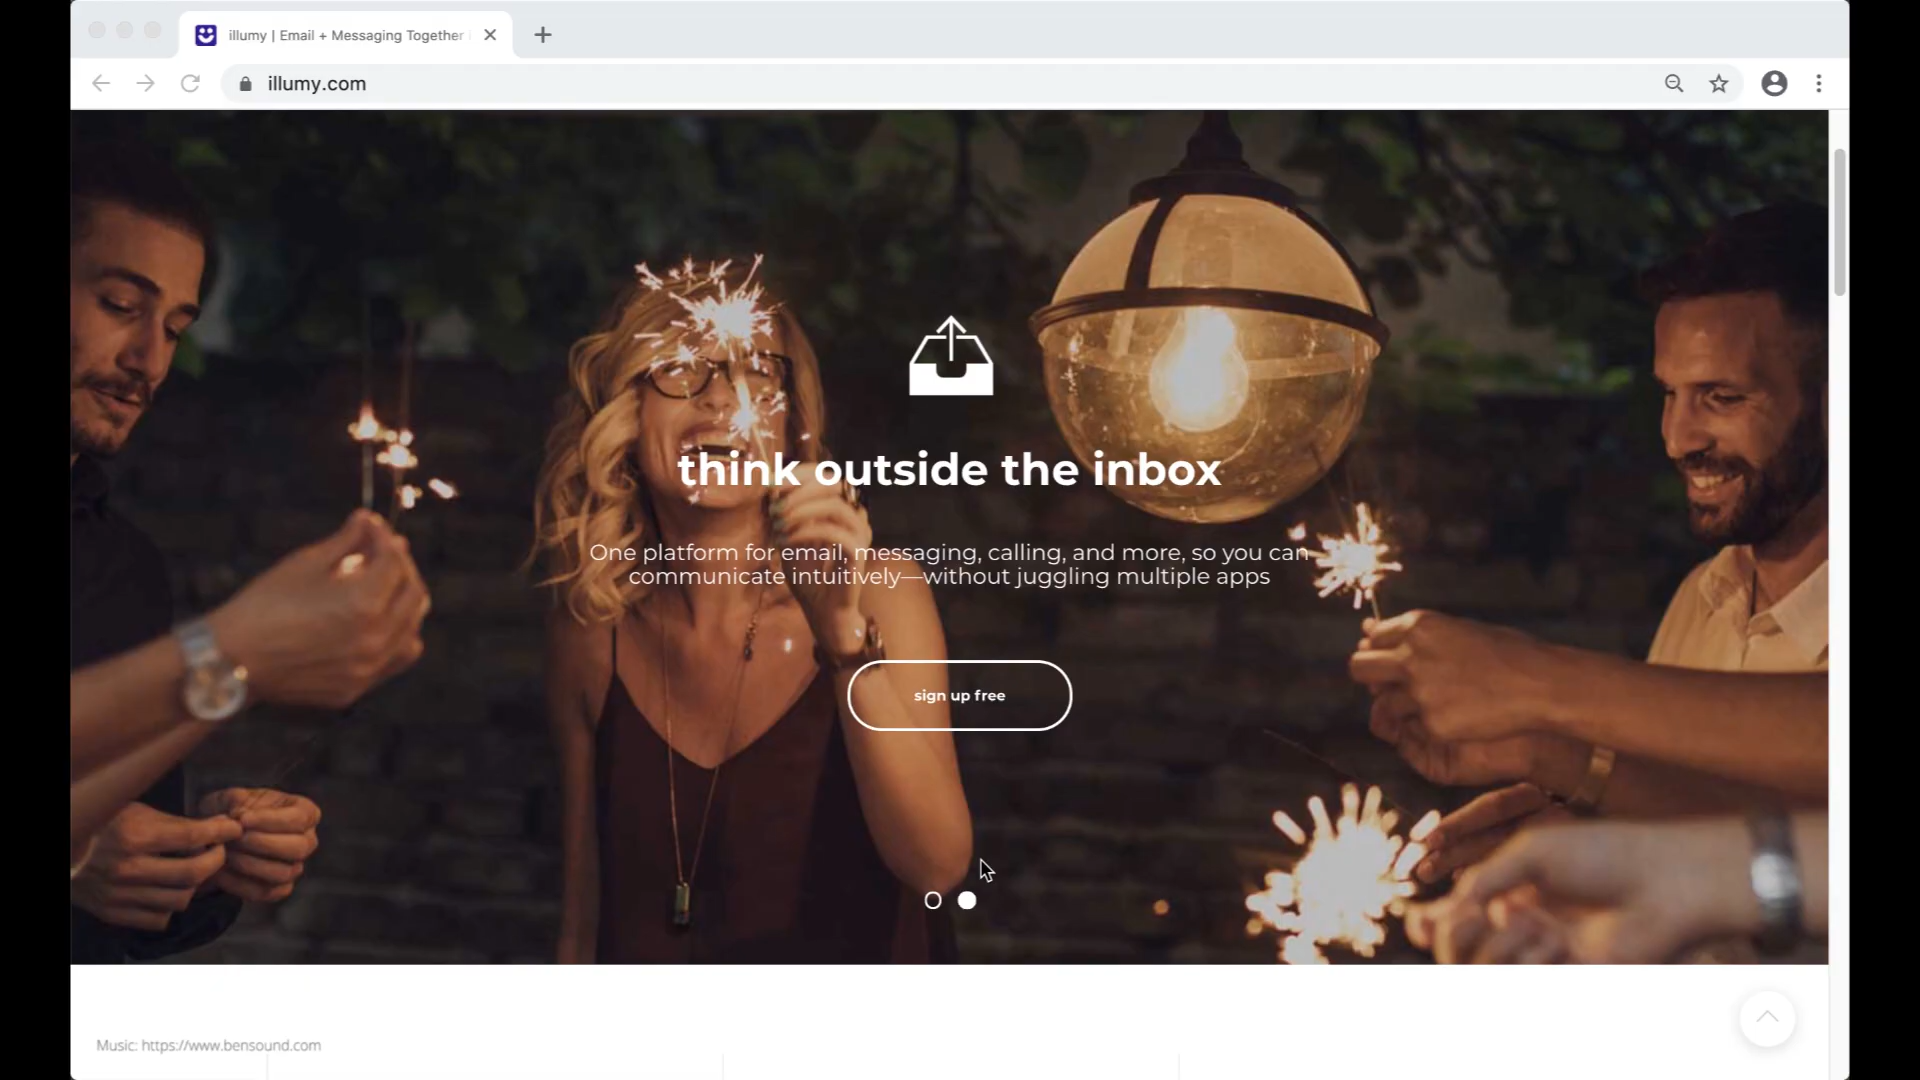 illumy | Email + Messaging Together
illumy.com
think outside the inbox
One platform for email, messaging, calling, and more, so you can
communicate intuitively—without juggling multiple apps
sign up free
Music: https://www.bensound.com